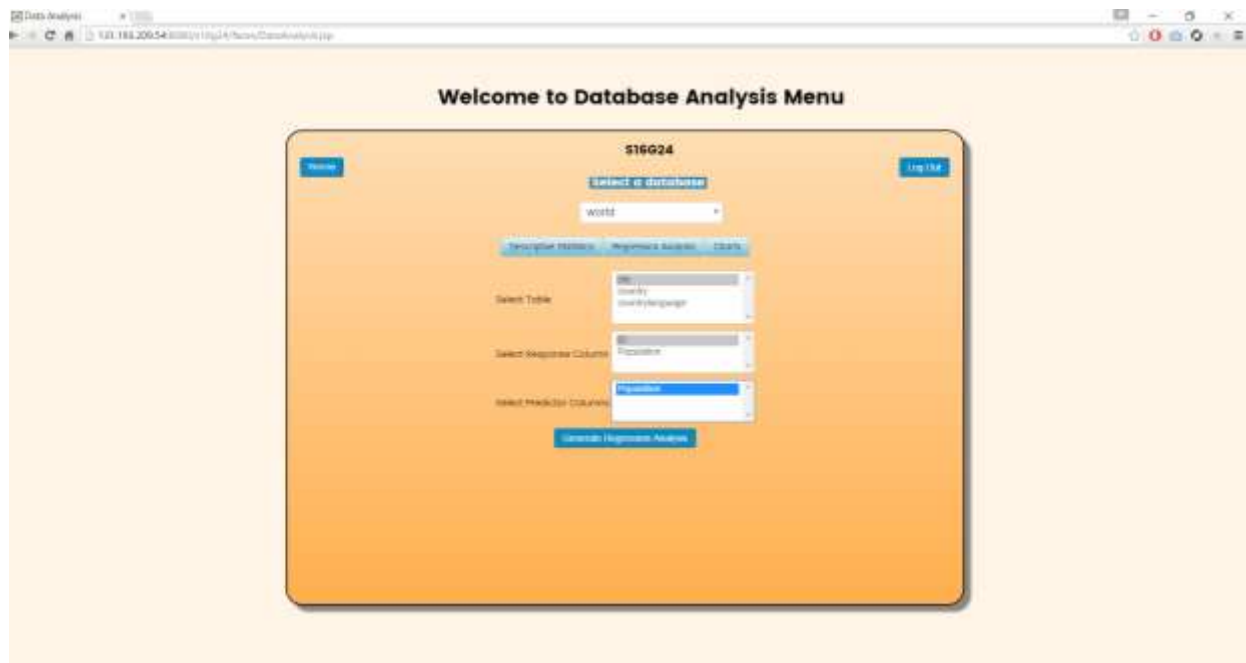 Data Analysis
Welcome to Database Analysis Menu
S16G24
Home
Log Out
Select a database
world
Descriptive Statistics Regression Analysis Charts
Select Table
city
country
countrylanguage
Select Response Column
ID
Population
Select Predictor Columns
Population
Generate Regression Analysis